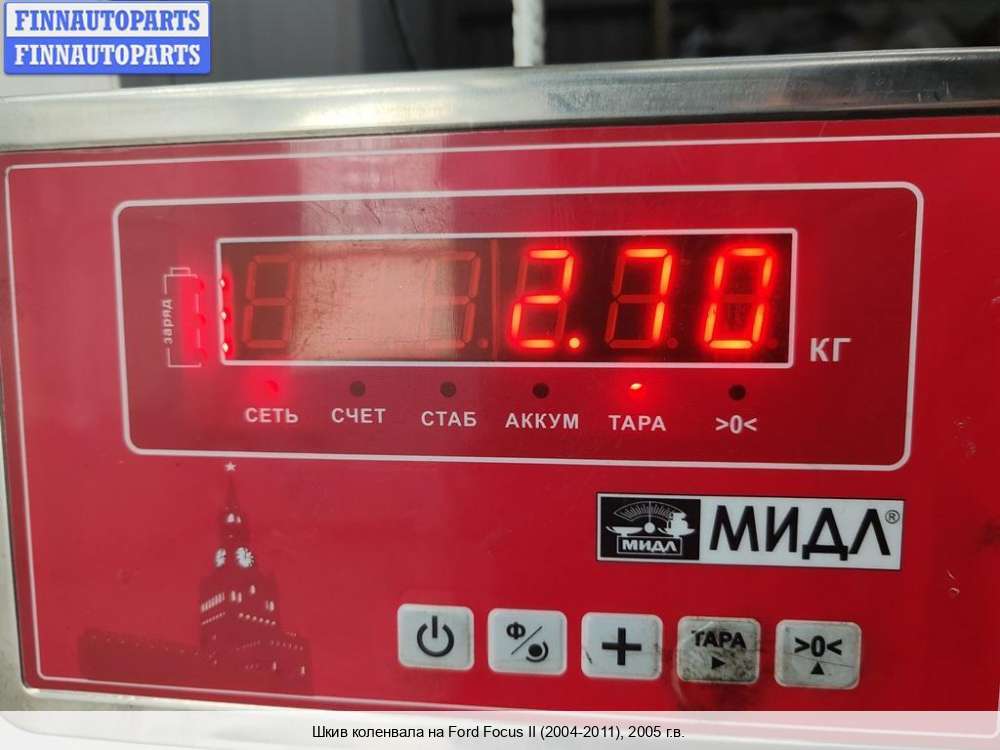 FINNAUTOPARTS
FINNAUTOPARTS
заряд
2.70
КГ
СЕТЬ СЧЕТ СТАБ АККУМ ТАРА >0<
МИДЛ МИДЛ®
Ф ТАРА >0<
Шкив коленвала на Ford Focus II (2004-2011), 2005 г.в.